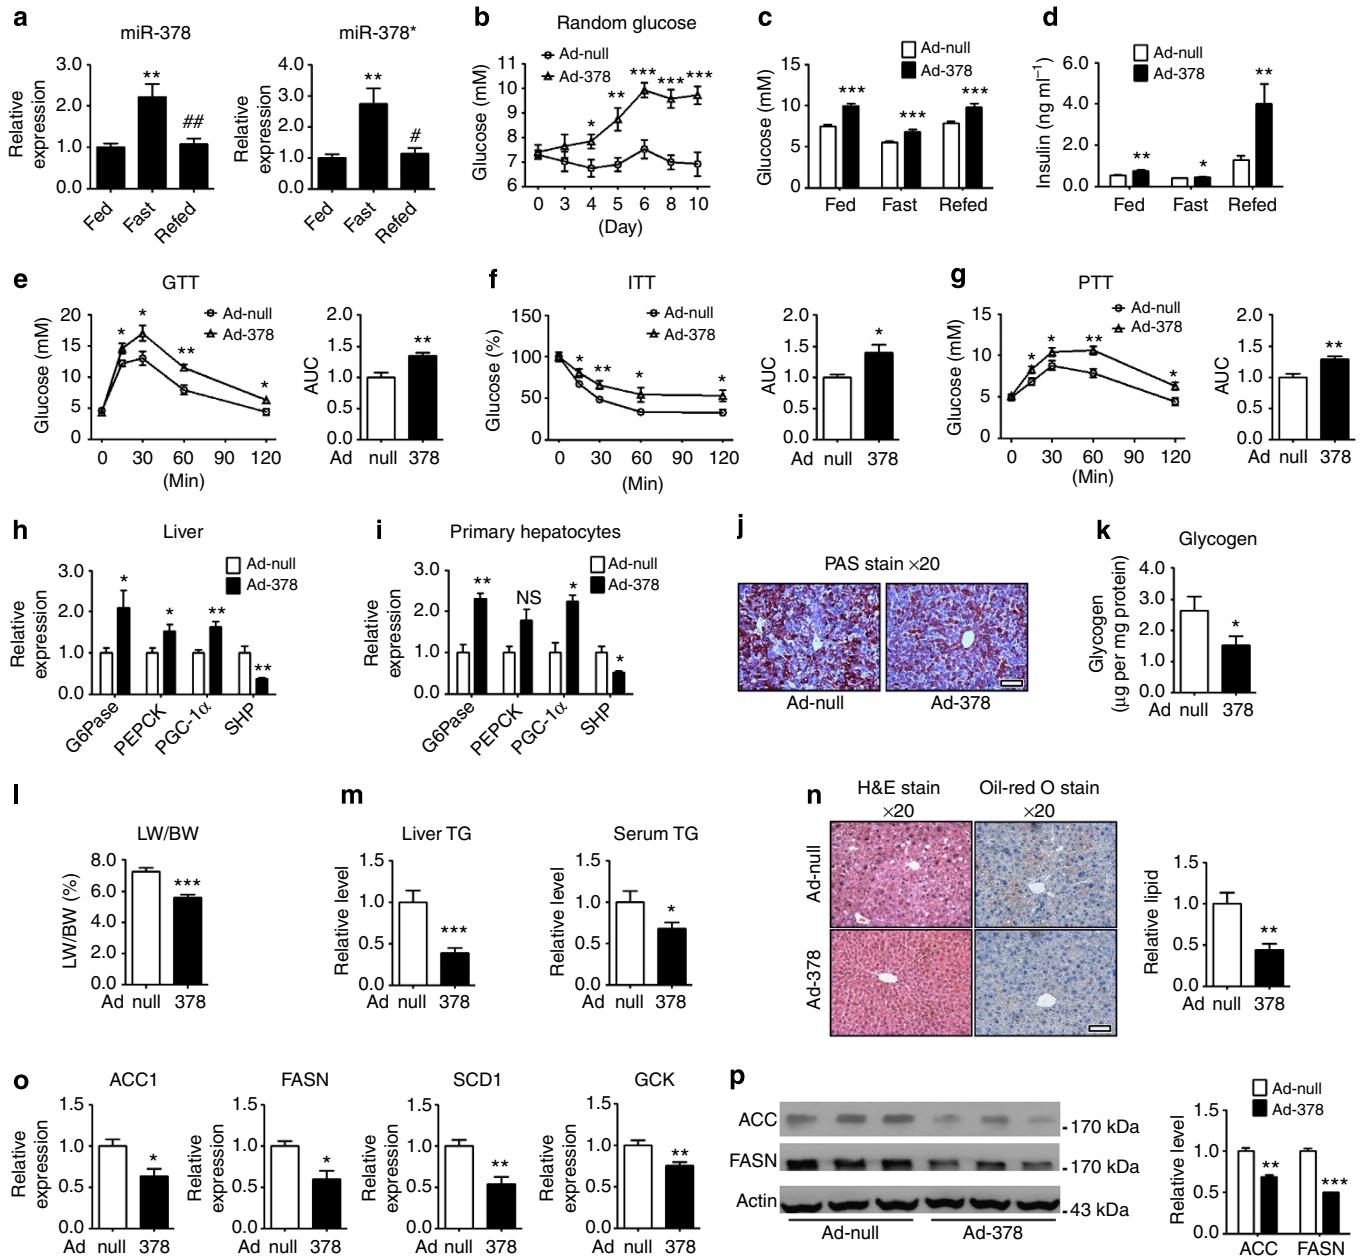 a
miR-378
Relative expression
3.0
2.0
1.0
0.0
**
##
Fed
Fast
Refed
miR-378*
Relative expression
4.0
3.0
2.0
1.0
0.0
**
#
Fed
Fast
Refed
b
Random glucose
Ad-null
Ad-378
Glucose (mM)
11
10
9
8
7
6
*
**
***
***
***
0 3 4 5 6 8 10
(Day)
c
Ad-null
Ad-378
Glucose (mM)
15
10
5
0
***
***
***
Fed Fast Refed
d
Ad-null
Ad-378
Insulin (ng ml⁻¹)
6.0
4.0
2.0
0.0
**
*
**
Fed Fast Refed
e
GTT
Ad-null
Ad-378
Glucose (mM)
20
15
10
5
0
*
*
**
*
0 30 60 90 120
(Min)
AUC
2.0
1.5
1.0
0.5
0.0
**
Ad null 378
f
ITT
Ad-null
Ad-378
Glucose (%)
150
100
50
0
*
**
*
*
0 30 60 90 120
(Min)
AUC
2.0
1.5
1.0
0.5
0.0
*
Ad null 378
g
PTT
Ad-null
Ad-378
Glucose (mM)
15
10
5
0
*
*
**
*
0 30 60 90 120
(Min)
AUC
2.0
1.5
1.0
0.5
0.0
**
Ad null 378
h
Liver
Ad-null
Ad-378
Relative expression
3.0
2.0
1.0
0.0
*
*
**
**
G6Pase
PEPCK
PGC-1α
SHP
i
Primary hepatocytes
Ad-null
Ad-378
Relative expression
3.0
2.0
1.0
0.0
**
NS
*
*
G6Pase
PEPCK
PGC-1α
SHP
j
PAS stain ×20
Ad-null Ad-378
k
Glycogen
Glycogen (µg per mg protein)
4.0
3.0
2.0
1.0
0.0
*
Ad null 378
l
LW/BW
LW/BW (%)
8.0
6.0
4.0
2.0
0.0
***
Ad null 378
m
Liver TG
Relative level
1.5
1.0
0.5
0.0
***
Ad null 378
Serum TG
Relative level
1.5
1.0
0.5
0.0
*
Ad null 378
n
H&E stain ×20
Oil-red O stain ×20
Ad-null
Ad-378
Relative lipid
1.5
1.0
0.5
0.0
**
Ad null 378
o
ACC1
Relative expression
1.5
1.0
0.5
0.0
*
Ad null 378
FASN
Relative expression
1.5
1.0
0.5
0.0
*
Ad null 378
SCD1
Relative expression
1.5
1.0
0.5
0.0
**
Ad null 378
GCK
Relative expression
1.5
1.0
0.5
0.0
**
Ad null 378
p
ACC
170 kDa
FASN
170 kDa
Actin
43 kDa
Ad-null Ad-378
Ad-null
Ad-378
Relative level
1.5
1.0
0.5
0.0
**
***
ACC FASN